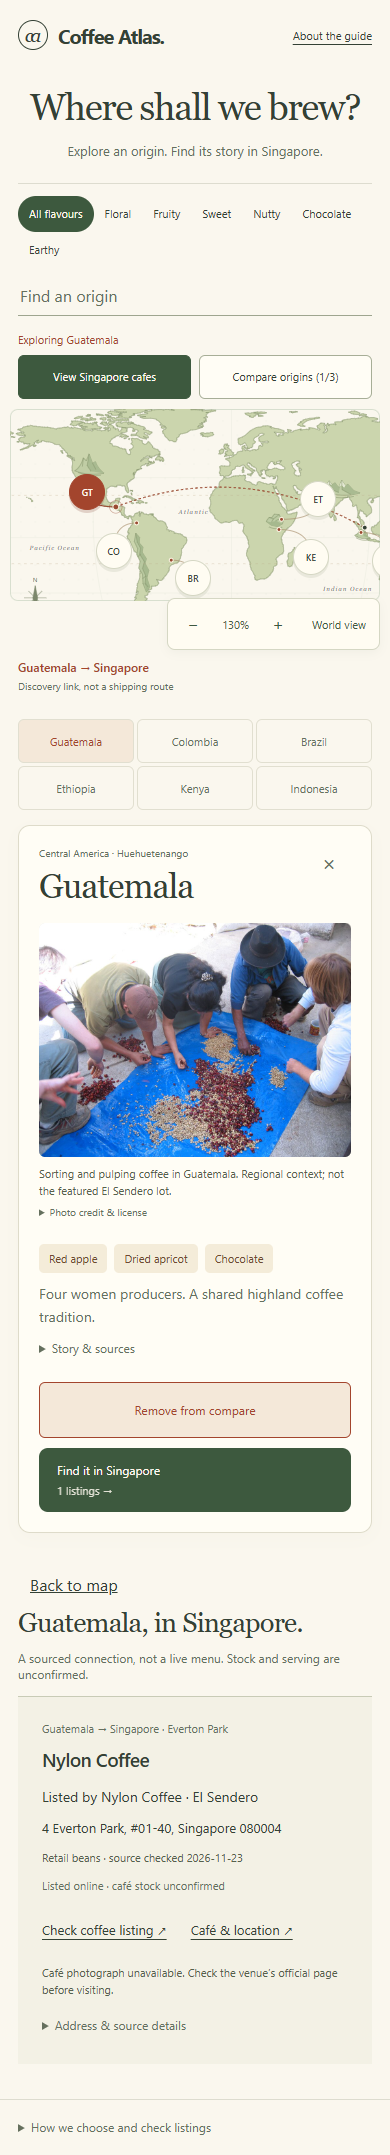 œa Coffee Atlas. About the guide
Where shall we brew?
Explore an origin. Find its story in Singapore.
All flavours Floral Fruity Sweet Nutty Chocolate
Earthy
Find an origin
Exploring Guatemala
View Singapore cafes Compare origins (1/3)
GT
ET
Atlantic
Pacific Ocean
CO
KE
BR
N
Indian Ocean
− 130% + World view
Guatemala → Singapore
Discovery link, not a shipping route
Guatemala Colombia Brazil
Ethiopia Kenya Indonesia
Central America · Huehuetenango
×
Guatemala
Sorting and pulping coffee in Guatemala. Regional context; not
the featured El Sendero lot.
▶ Photo credit & license
Red apple Dried apricot Chocolate
Four women producers. A shared highland coffee
tradition.
▶ Story & sources
Remove from compare
Find it in Singapore
1 listings →
Back to map
Guatemala, in Singapore.
A sourced connection, not a live menu. Stock and serving are
unconfirmed.
Guatemala → Singapore · Everton Park
Nylon Coffee
Listed by Nylon Coffee · El Sendero
4 Everton Park, #01-40, Singapore 080004
Retail beans · source checked 2026-11-23
Listed online · café stock unconfirmed
Check coffee listing ↗ Café & location ↗
Café photograph unavailable. Check the venue's official page
before visiting.
▶ Address & source details
▶ How we choose and check listings